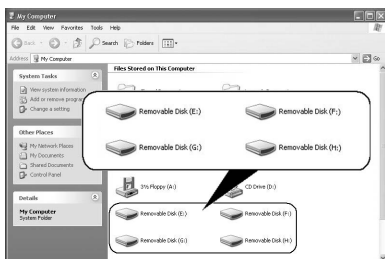 My Computer
File Edit View Favorites Tools Help
Back Search Folders
Address My Computer Go
System Tasks
View system information
Add or remove program
Change a setting
Other Places
My Network Places
My Documents
Shared Documents
Control Panel
Details
My Computer
System Folder
Files Stored on This Computer
Removable Disk (E:) Removable Disk (F:)
Removable Disk (G:) Removable Disk (H:)
3½ Floppy (A:) CD Drive (D:)
Removable Disk (E:) Removable Disk (F:)
Removable Disk (G:) Removable Disk (H:)